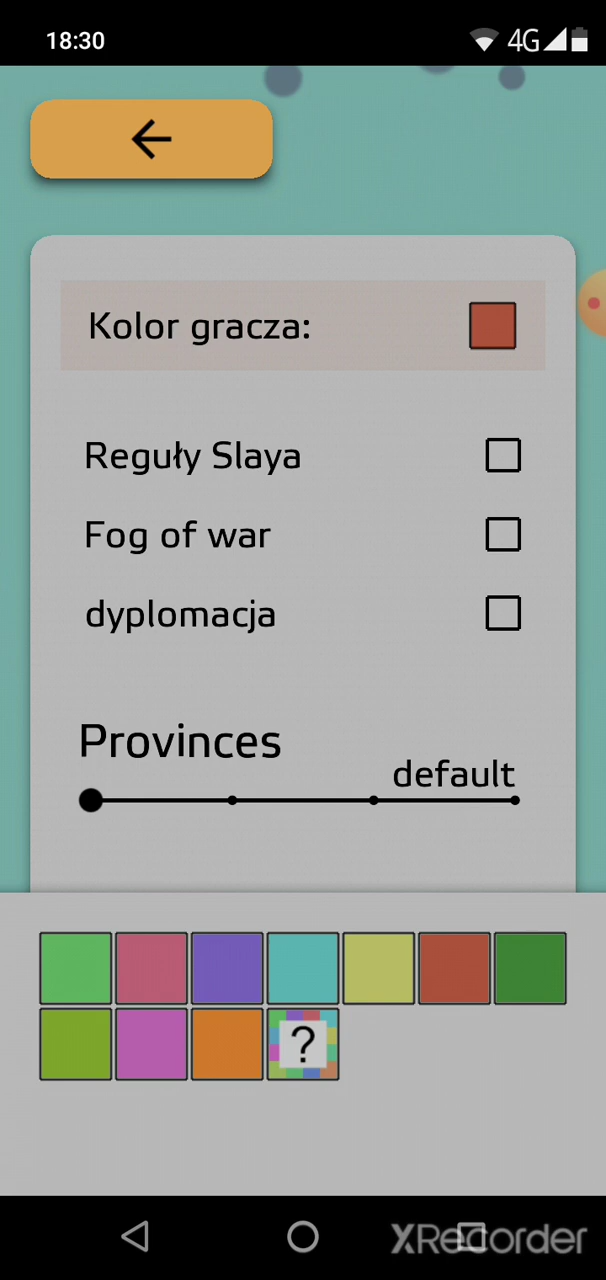 18:30
4G
Kolor gracza:
Reguły Slaya
Fog of war
dyplomacja
Provinces
default
?
XRecorder